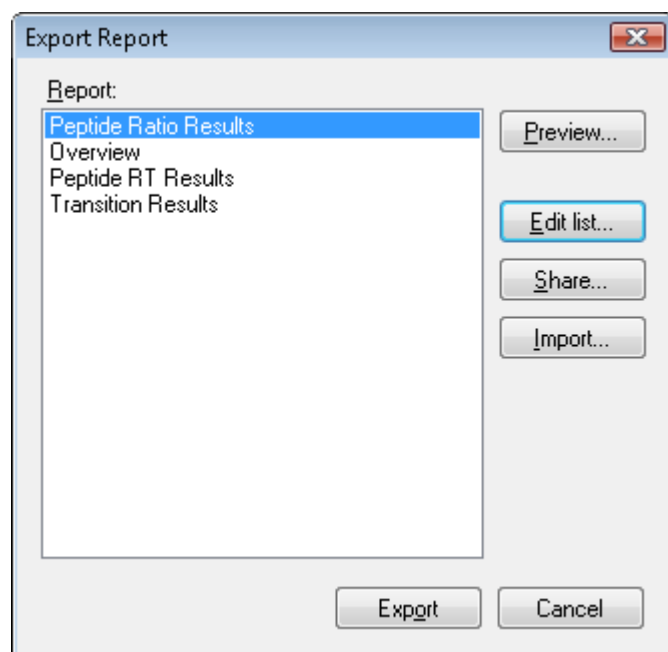 Export Report
Report:
Peptide Ratio Results
Overview
Peptide RT Results
Transition Results
Preview...
Edit list...
Share...
Import...
Export
Cancel